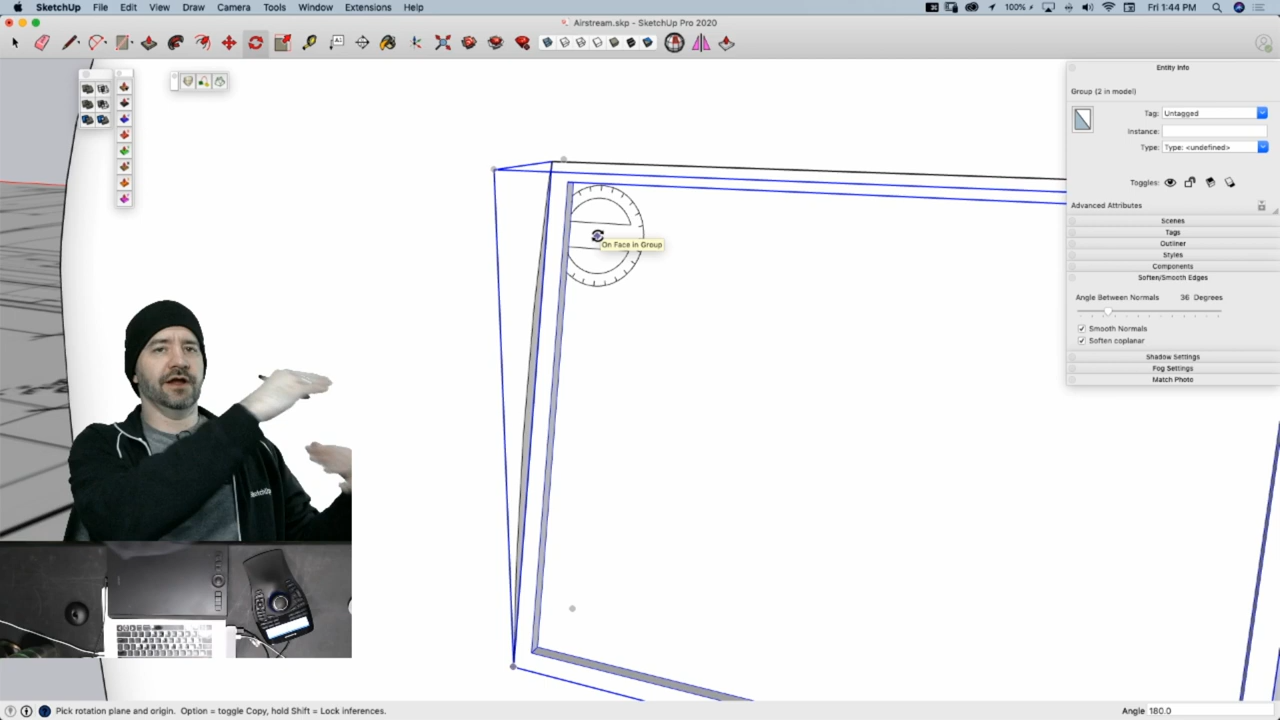 SketchUp File Edit View Draw Camera Tools Window Extensions Help
100% Fri 1:44 PM
Airstream.skp - SketchUp Pro 2020
Entity Info
Group (2 in model)
Tag: Untagged
Instance:
Type: Type: <undefined>
Toggles:
Advanced Attributes
Scenes
Tags
Outliner
Styles
Components
Soften/Smooth Edges
Angle Between Normals 36 Degrees
Smooth Normals
Soften coplanar
Shadow Settings
Fog Settings
Match Photo
On Face in Group
SketchUp
Pick rotation plane and origin. Option = toggle Copy, hold Shift = Lock inferences.
Angle 180.0